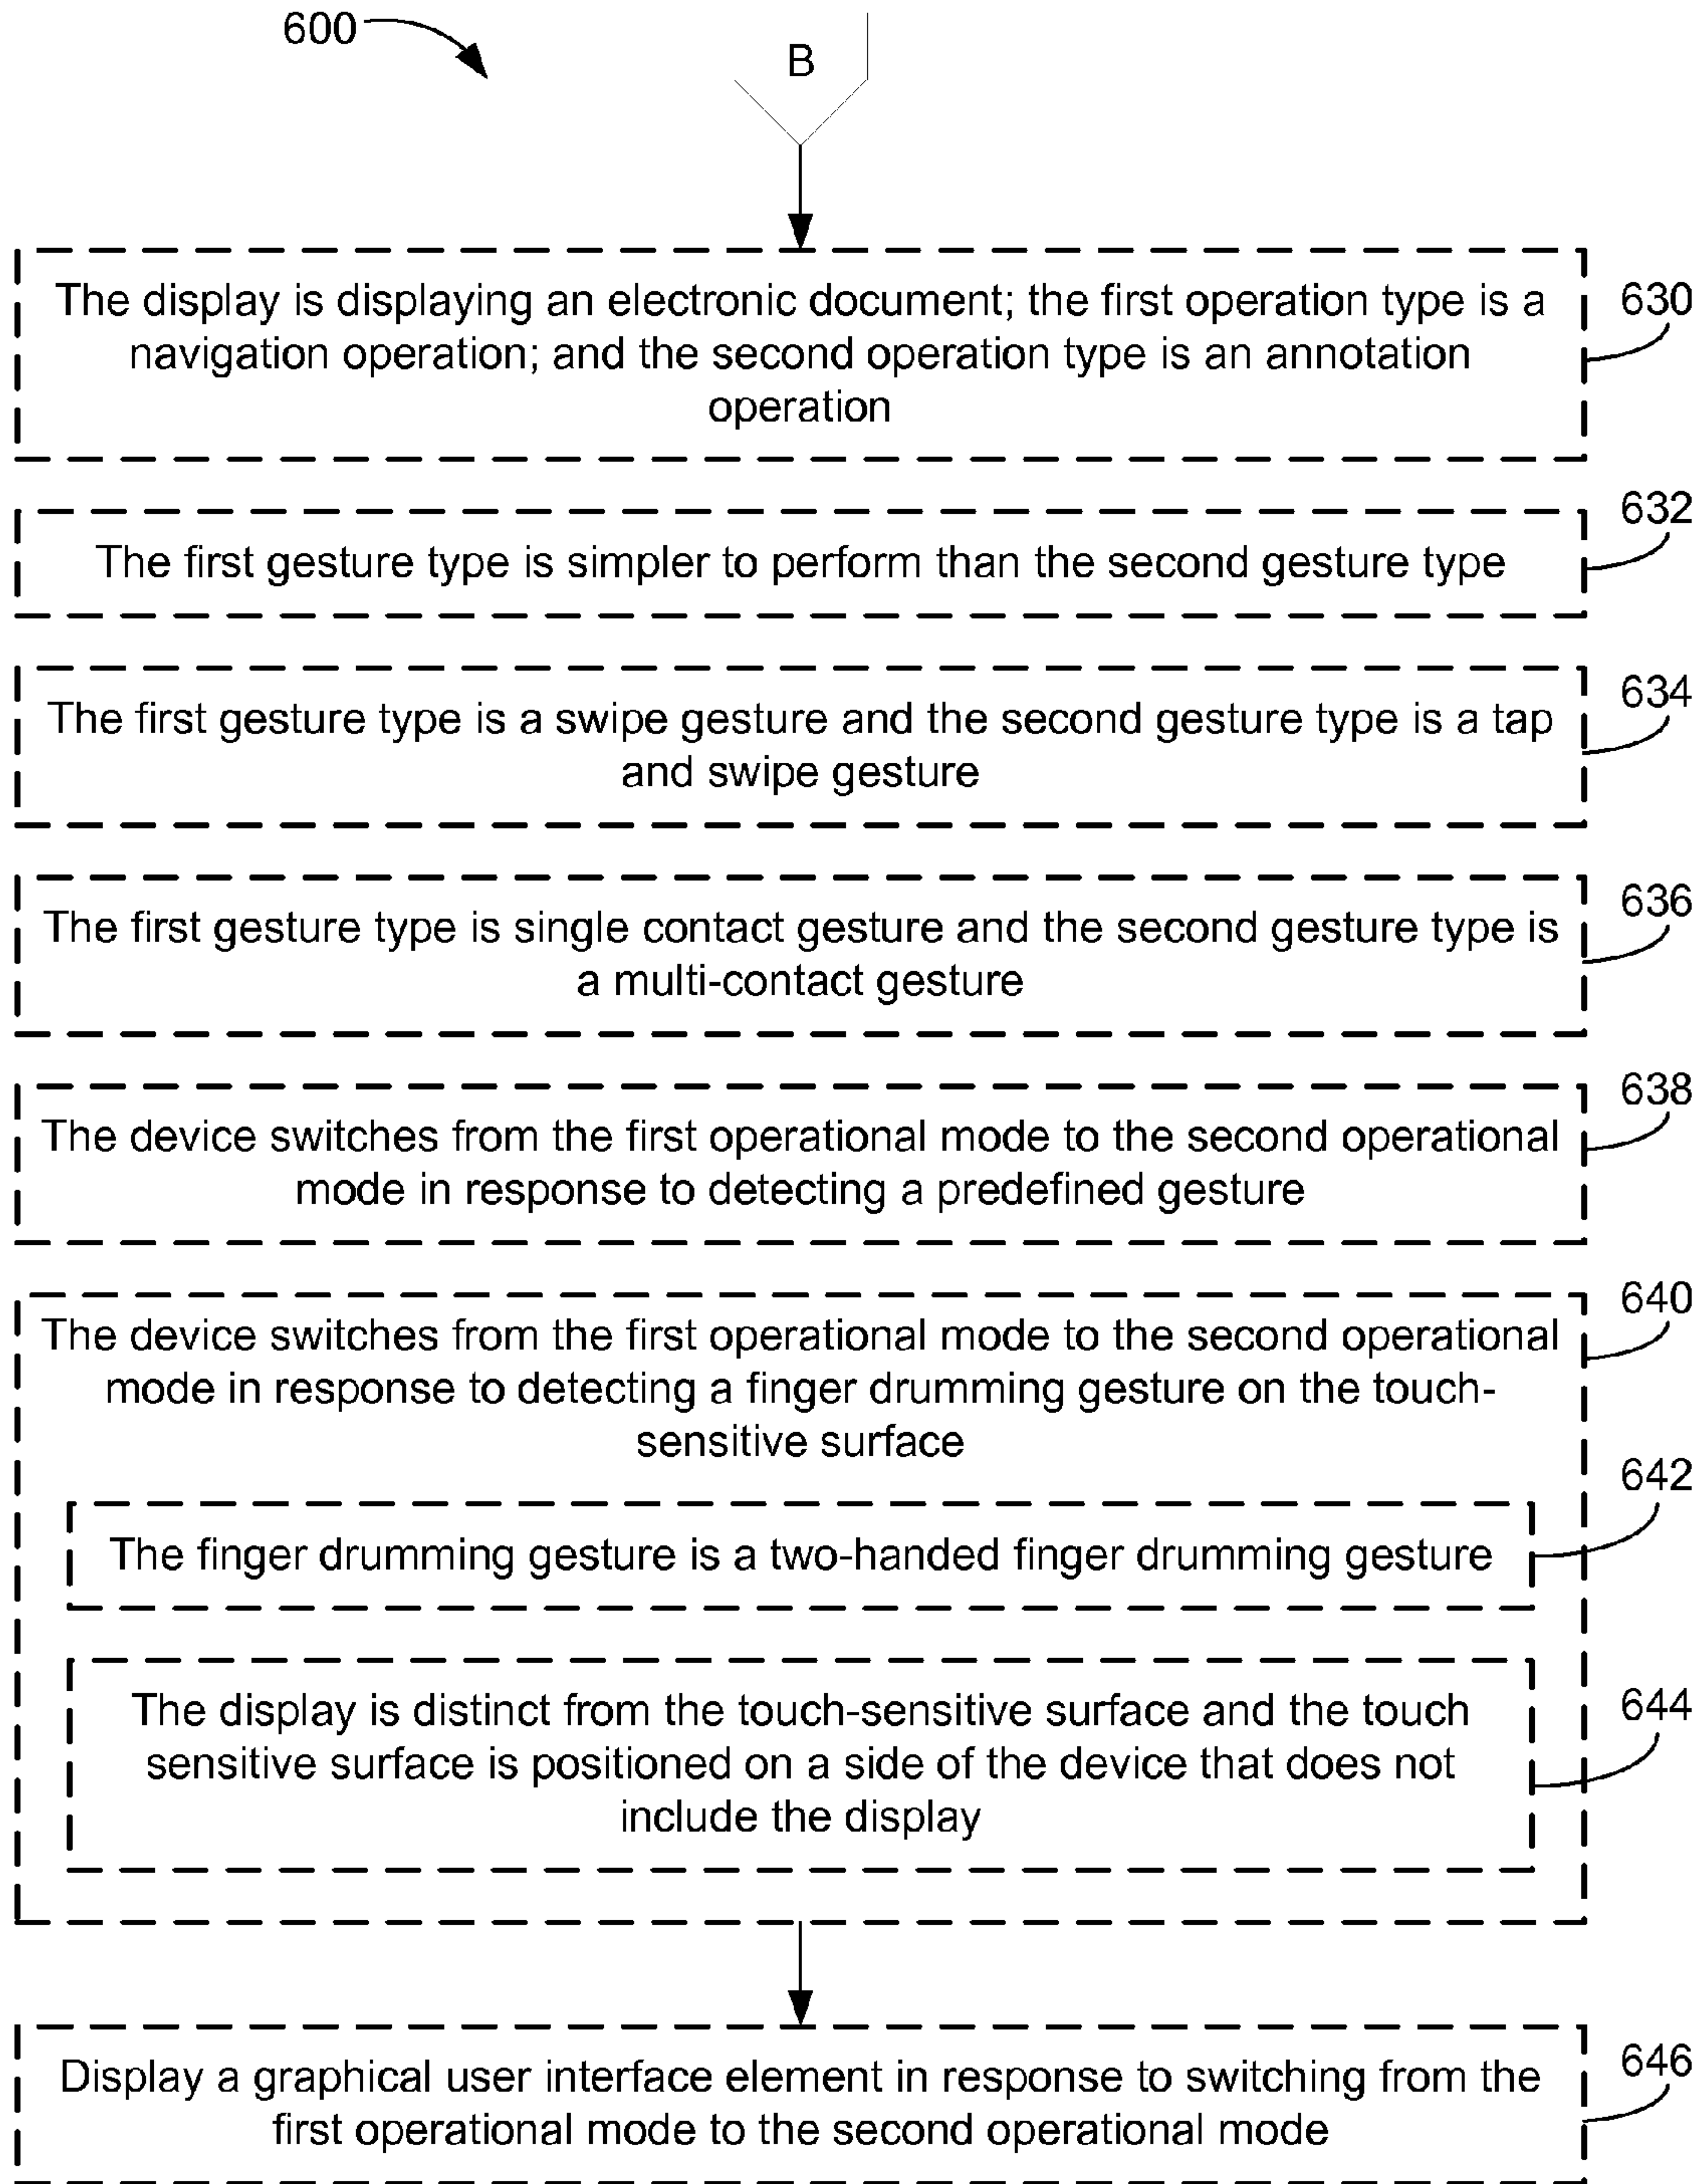 600
B
The display is displaying an electronic document; the first operation type is a
navigation operation; and the second operation type is an annotation
operation
630
The first gesture type is simpler to perform than the second gesture type
632
The first gesture type is a swipe gesture and the second gesture type is a tap
and swipe gesture
634
The first gesture type is single contact gesture and the second gesture type is
a multi-contact gesture
636
The device switches from the first operational mode to the second operational
mode in response to detecting a predefined gesture
638
The device switches from the first operational mode to the second operational
mode in response to detecting a finger drumming gesture on the touch-
sensitive surface
640
The finger drumming gesture is a two-handed finger drumming gesture
642
The display is distinct from the touch-sensitive surface and the touch
sensitive surface is positioned on a side of the device that does not
include the display
644
Display a graphical user interface element in response to switching from the
first operational mode to the second operational mode
646